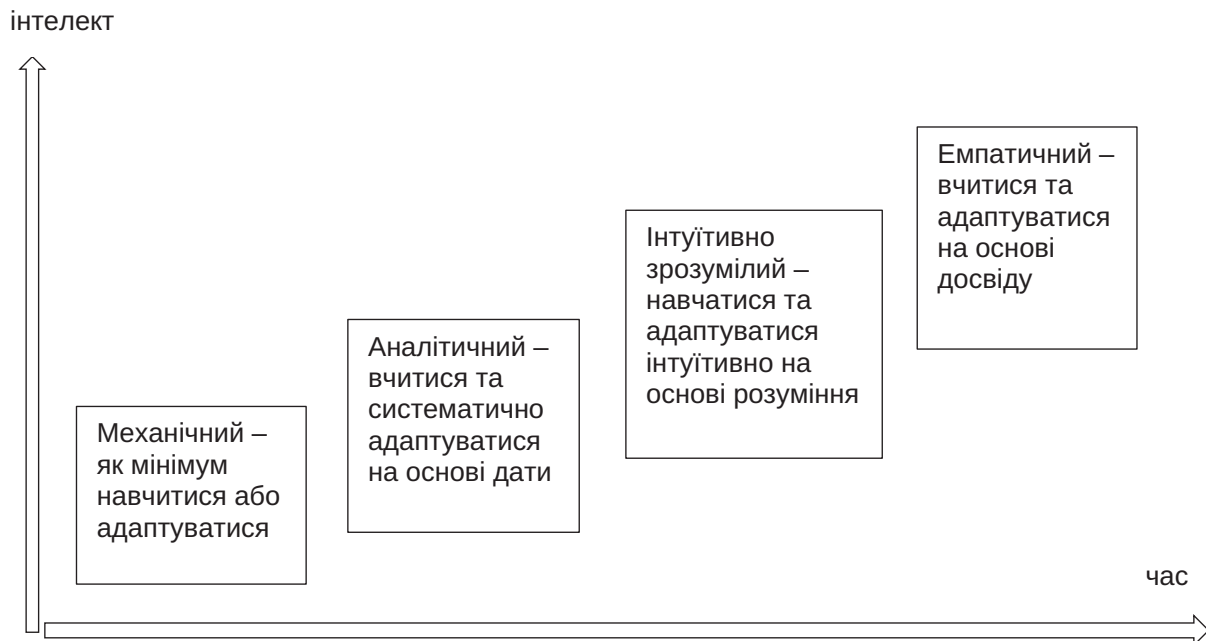 інтелект
Механічний –
як мінімум
навчитися або
адаптуватися
Аналітичний –
вчитися та
систематично
адаптуватися
на основі дати
Інтуїтивно
зрозумілий –
навчатися та
адаптуватися
інтуїтивно на
основі розуміння
Емпатичний –
вчитися та
адаптуватися
на основі
досвіду
час